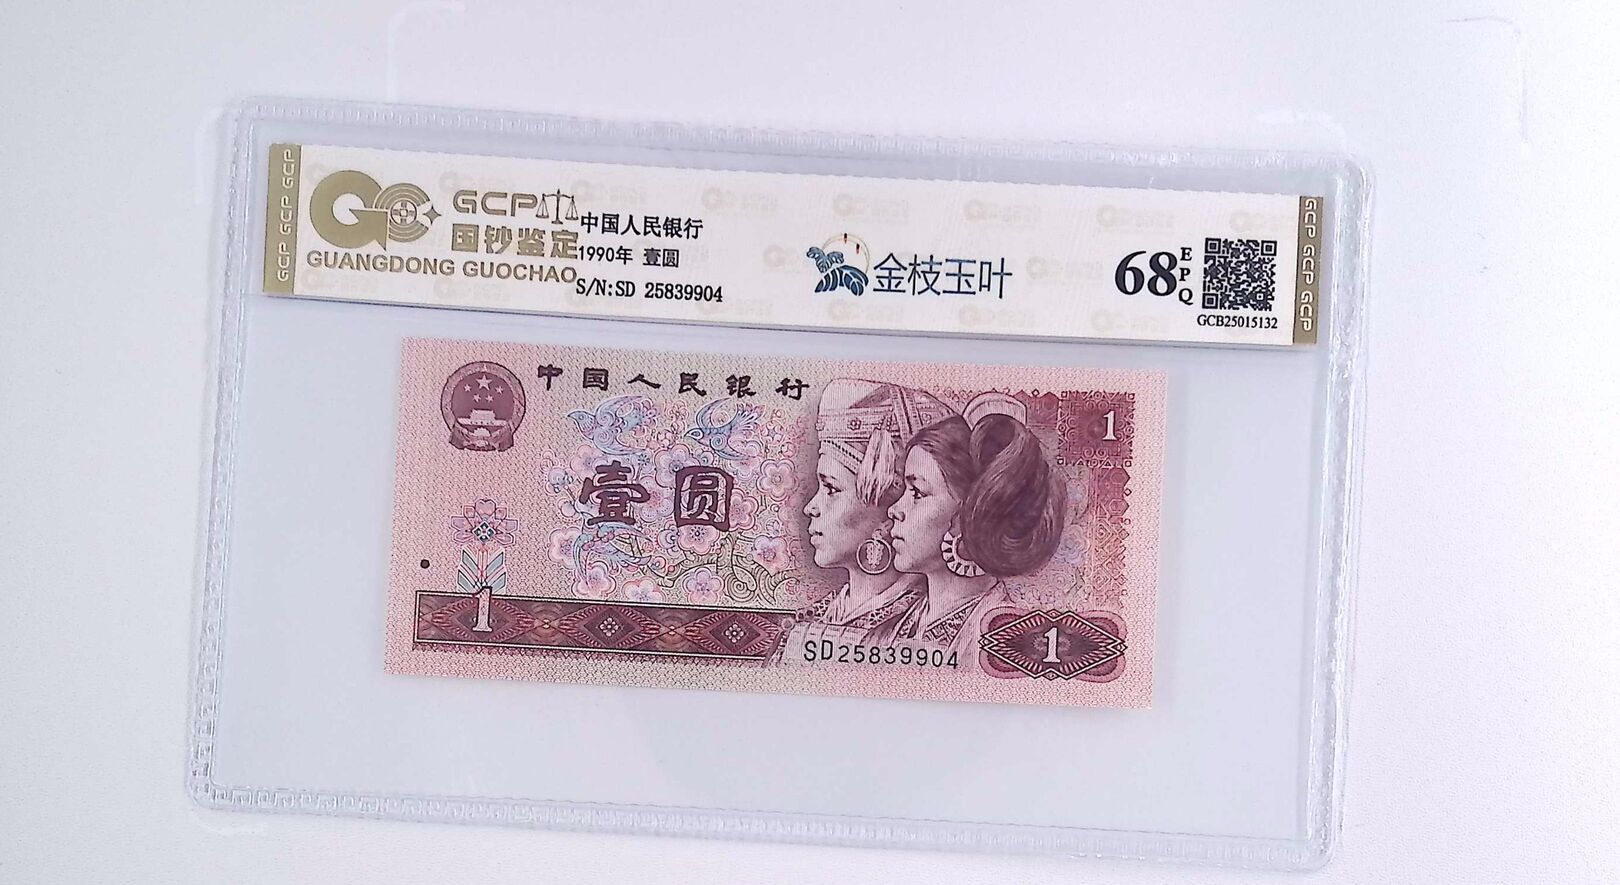 GCP GCP GCP
GCP
国钞鉴定
GUANGDONG GUOCHAO
中国人民银行
1990年 壹圆
S/N:SD 25839904
金枝玉叶
68
EPQ
GCB25015132
GCP GCP GCP
中国人民银行
1
壹圆
1
SD25839904
1